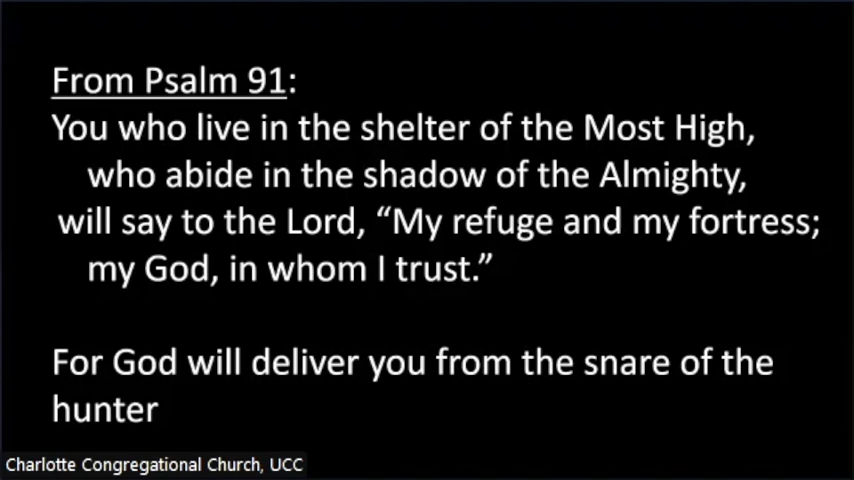 From Psalm 91:
You who live in the shelter of the Most High,
who abide in the shadow of the Almighty,
will say to the Lord, “My refuge and my fortress;
my God, in whom I trust.”
For God will deliver you from the snare of the
hunter
Charlotte Congregational Church, UCC